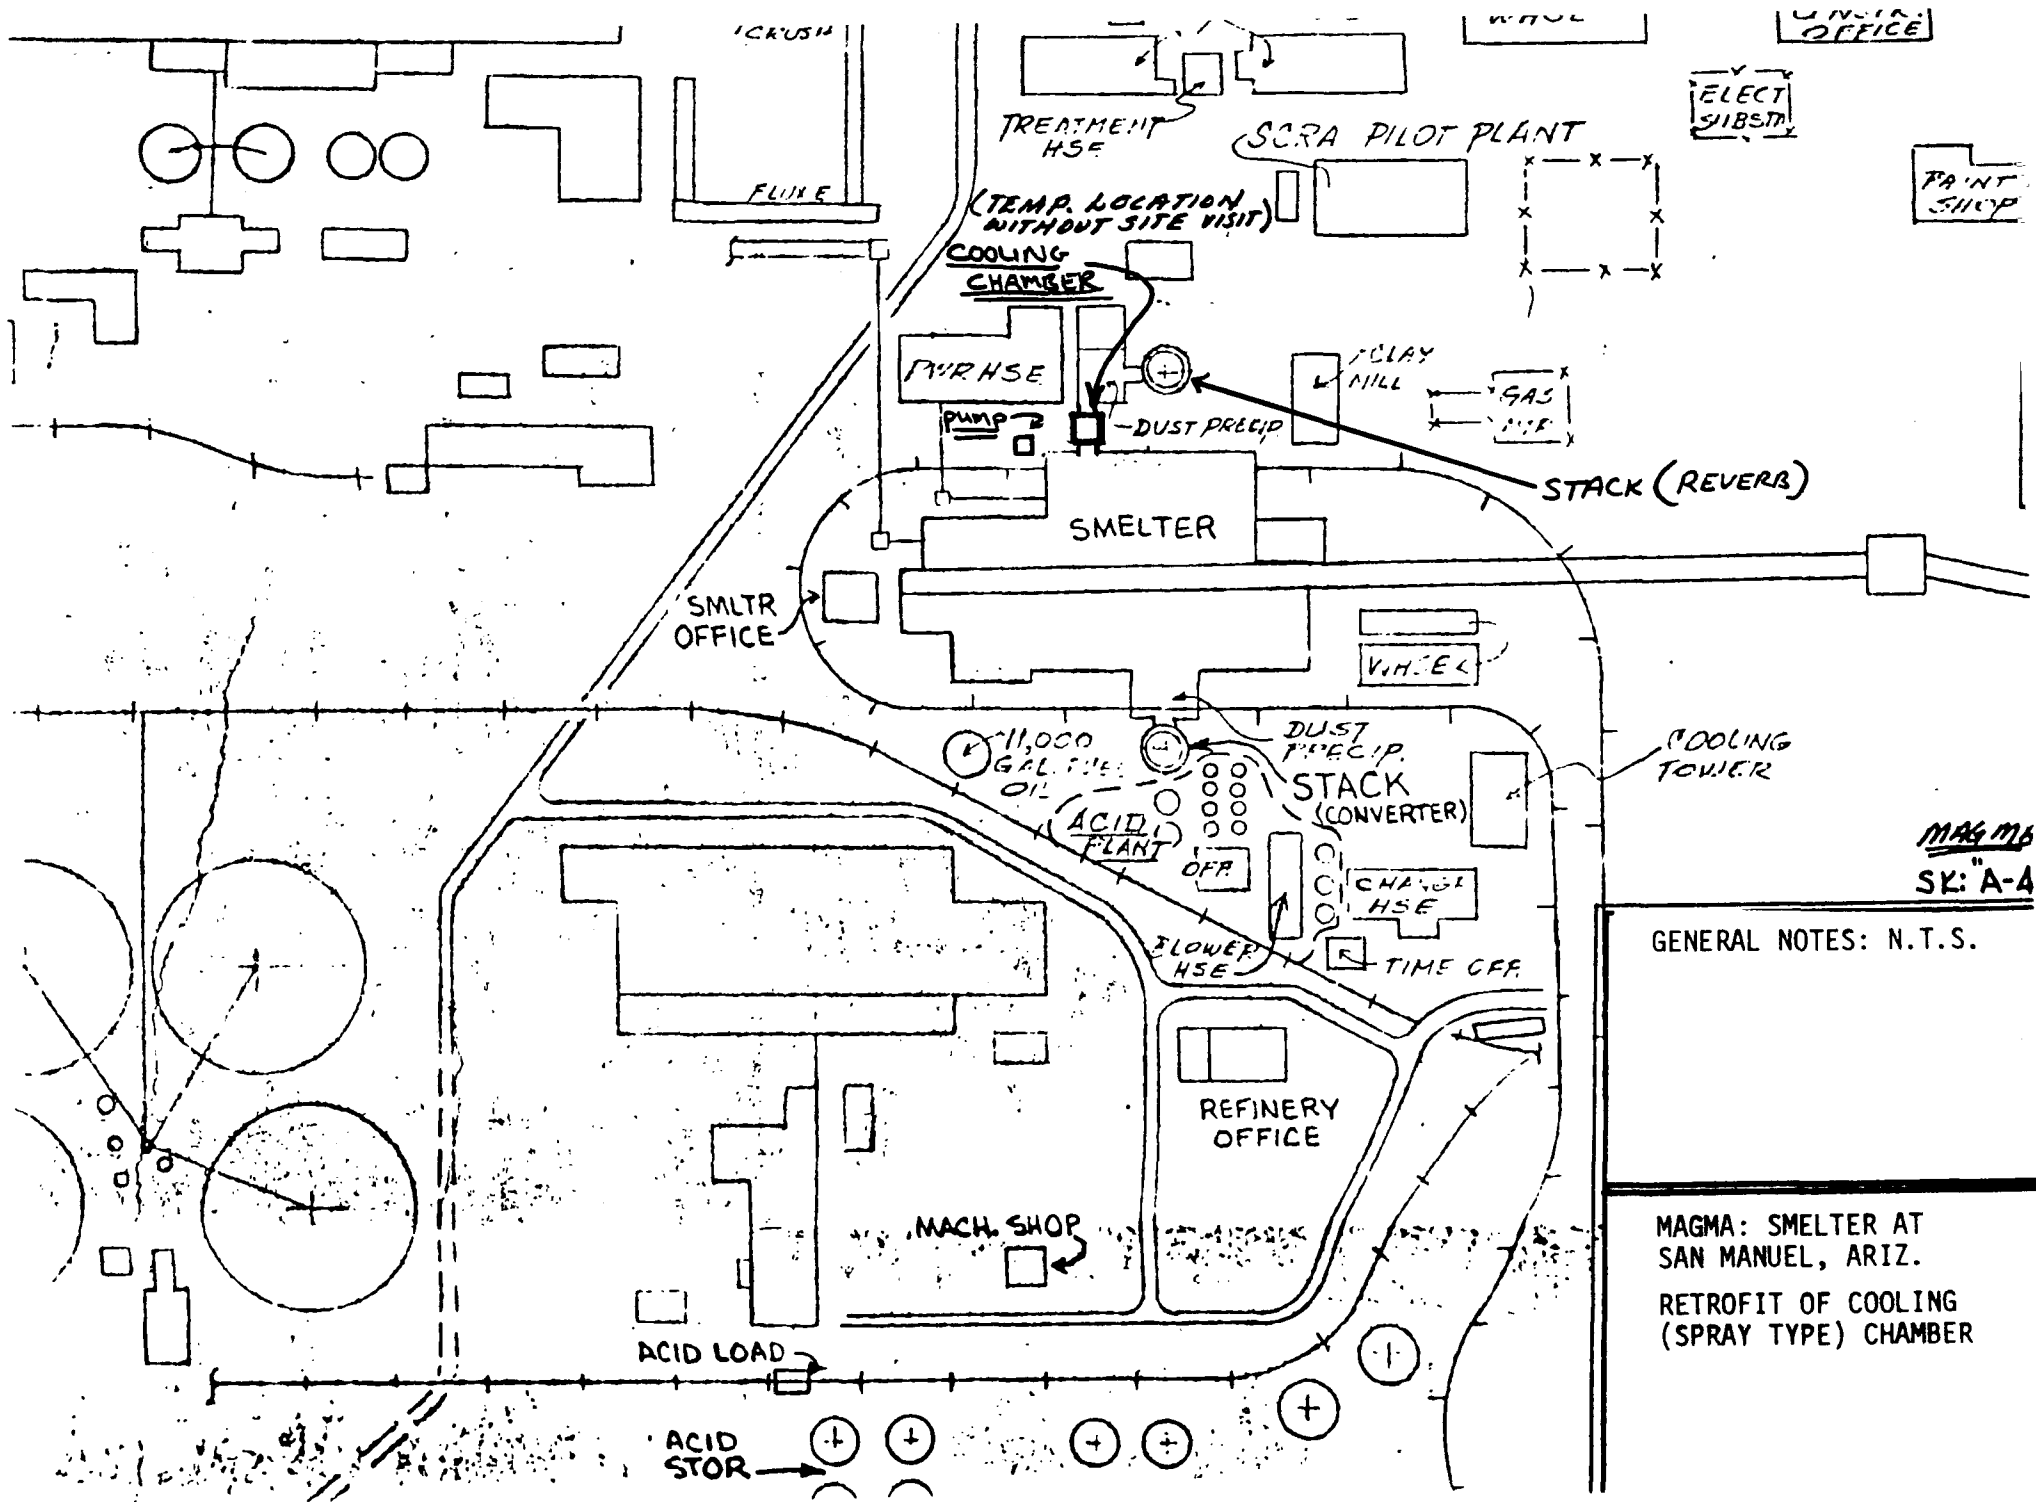 OFFICE
ELECT
SUBSTA
TREATMENT
HSE
SCRA PILOT PLANT
PAINT
SHOP
(TEMP. LOCATION
WITHOUT SITE VISIT)
COOLING
CHAMBER
PWR HSE
CLAY
MILL
GAS
PUMP
DUST PRECIP.
STACK (REVERB)
SMELTER
SMLTR
OFFICE
11,000
GAL
OIL
DUST
PRECIP.
STACK
(CONVERTER)
COOLING
TOWER
ACID
PLANT
OFF.
CHANGE
HSE
BLOWER
HSE
TIME OFF.
MAGMA
SK: "A-A
GENERAL NOTES: N.T.S.
REFINERY
OFFICE
MACH. SHOP
MAGMA: SMELTER AT
SAN MANUEL, ARIZ.
RETROFIT OF COOLING
(SPRAY TYPE) CHAMBER
ACID LOAD
ACID
STOR